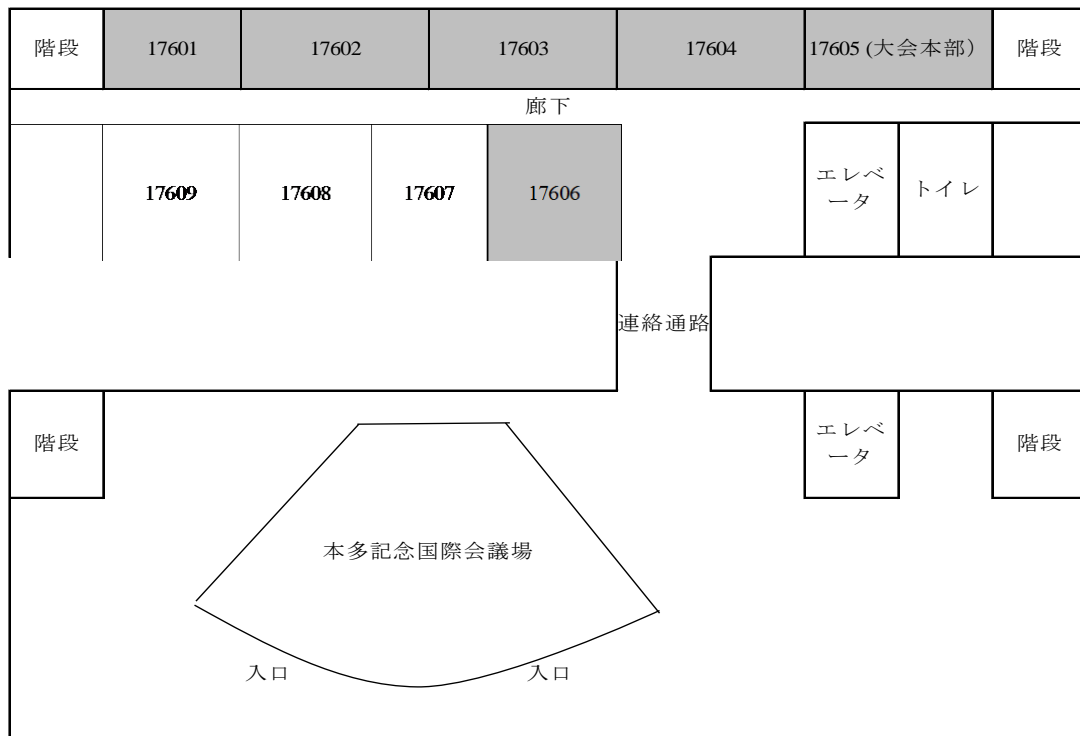 階段
17601
17602
17603
17604
17605 (大会本部）
階段
廊下
17609
17608
17607
17606
エレベ
ータ
トイレ
連絡通路
階段
エレベ
ータ
階段
本多記念国際会議場
入口
入口